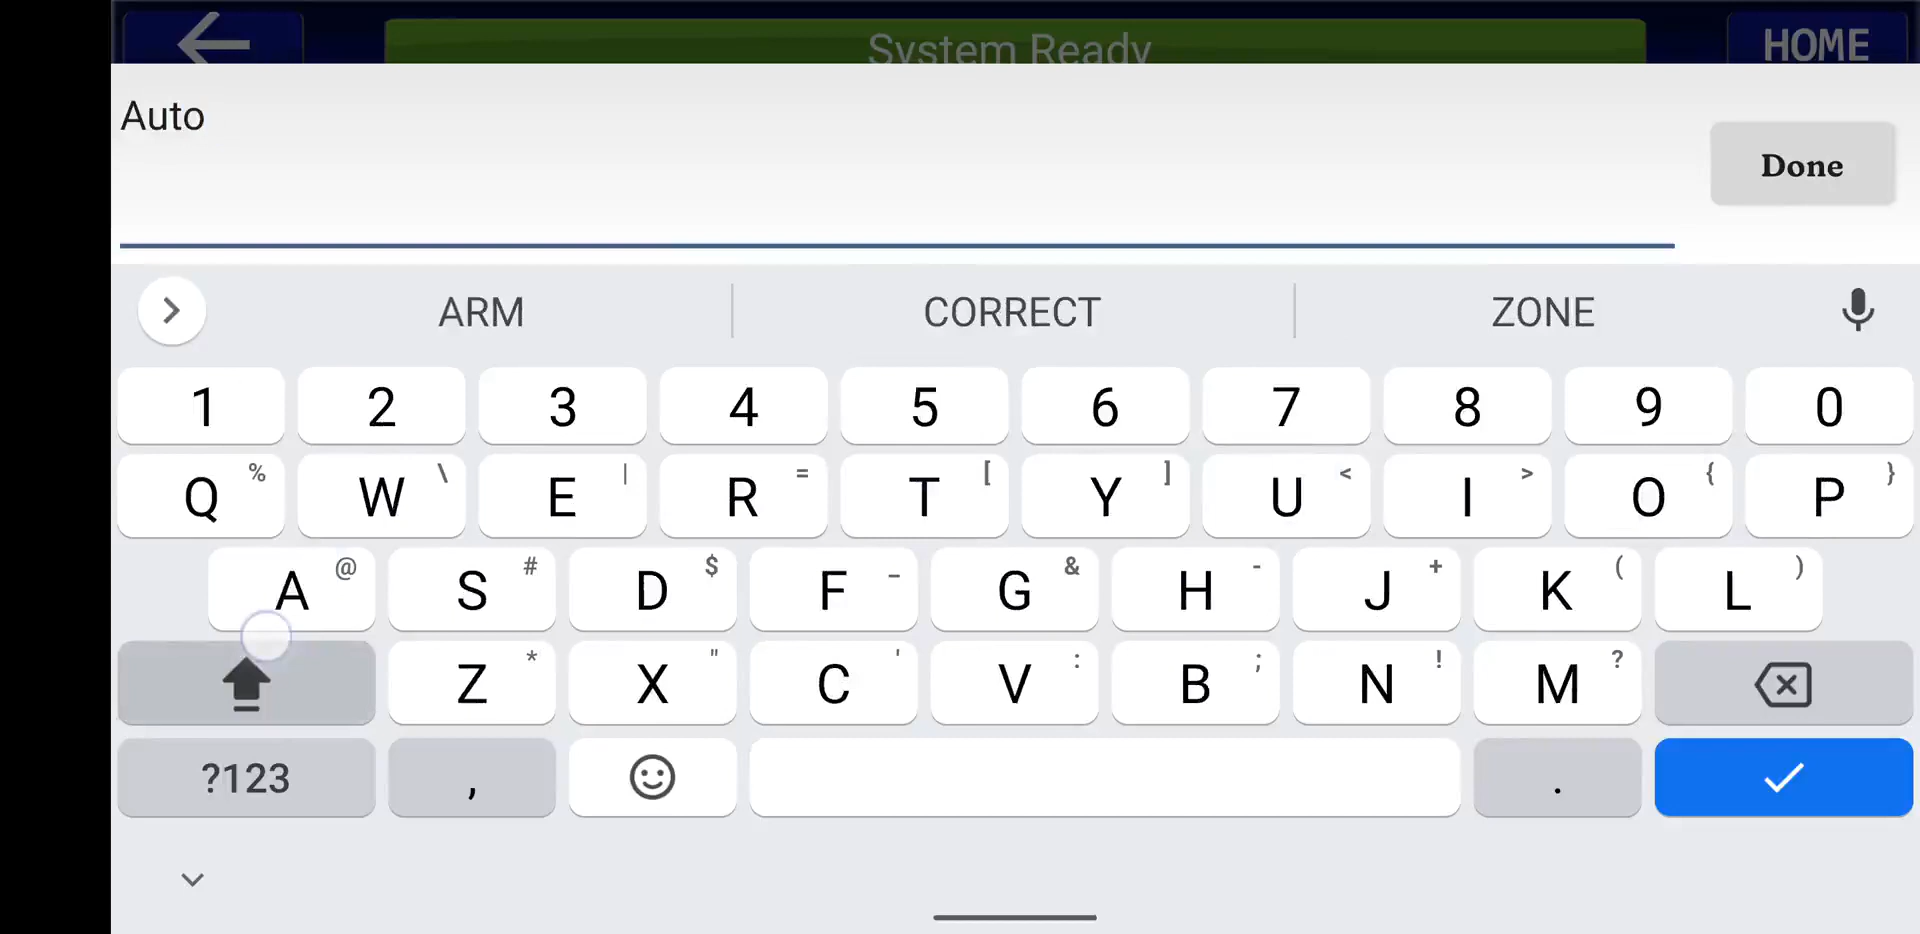 System Ready
HOME
Auto
Done
ARM
CORRECT
ZONE
1 2 3 4 5 6 7 8 9 0
Q % W \ E | R = T [ Y ] U < I > O { P }
A @ S # D $ F _ G & H - J + K ( L )
Z * X " C ' V : B ; N ! M ?
?123 , .